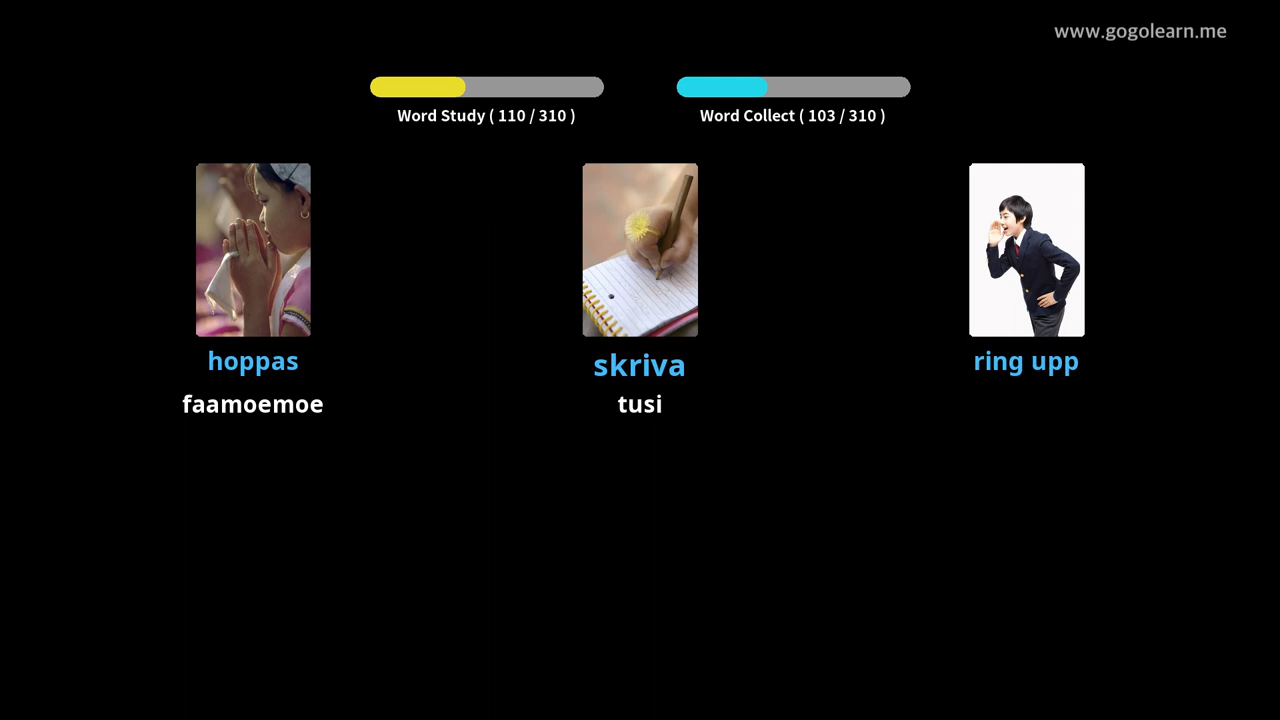 www.gogolearn.me
Word Study ( 110 / 310 )
Word Collect ( 103 / 310 )
hoppas
skriva
ring upp
faamoemoe
tusi